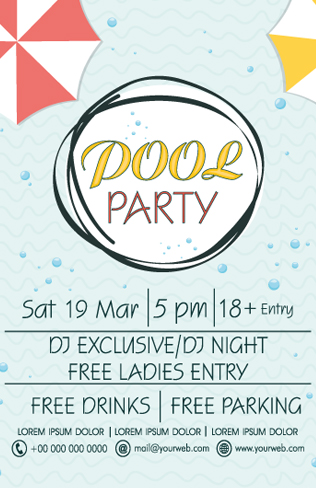 POOL
PARTY
Sat 19 Mar | 5 pm | 18+ Entry
DJ EXCLUSIVE/DJ NIGHT
FREE LADIES ENTRY
FREE DRINKS | FREE PARKING
LOREM IPSUM DOLOR | LOREM IPSUM DOLOR | LOREM IPSUM DOLOR
+00 000 000 0000 @ mail@yourweb.com www.yourweb.com